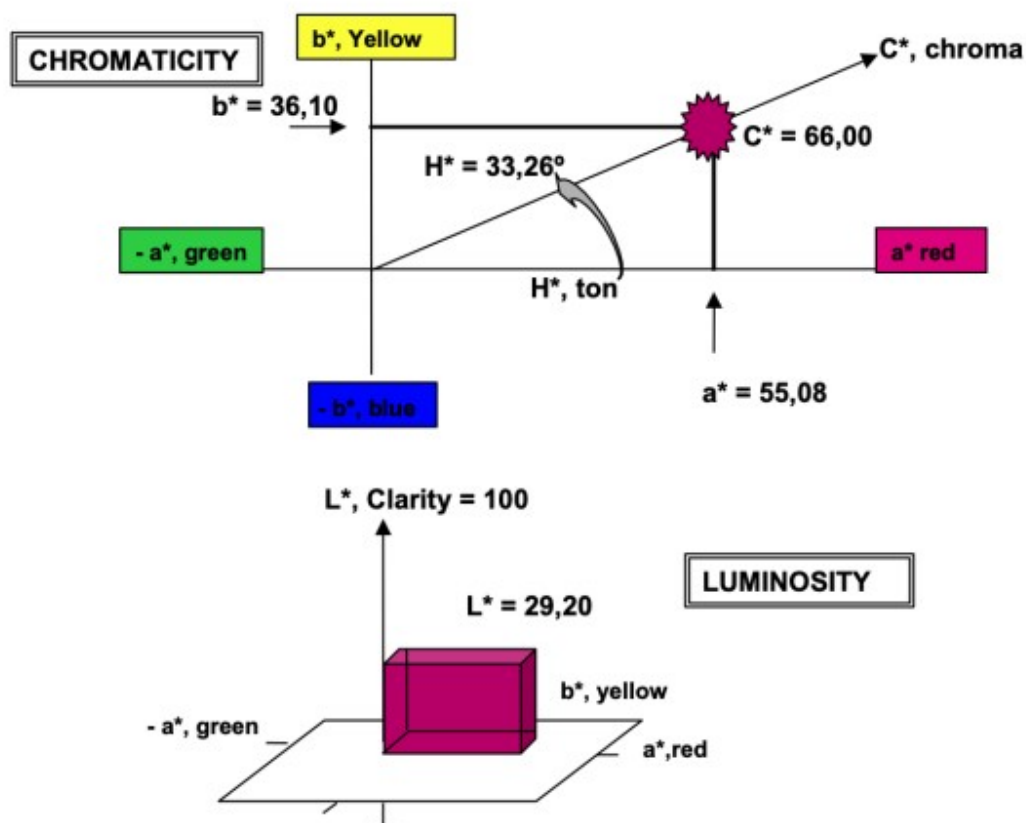 CHROMATICITY
b*, Yellow
C*, chroma
b* = 36,10
C* = 66,00
H* = 33,26º
- a*, green
a* red
H*, ton
a* = 55,08
- b*, blue
L*, Clarity = 100
LUMINOSITY
L* = 29,20
b*, yellow
- a*, green
a*,red